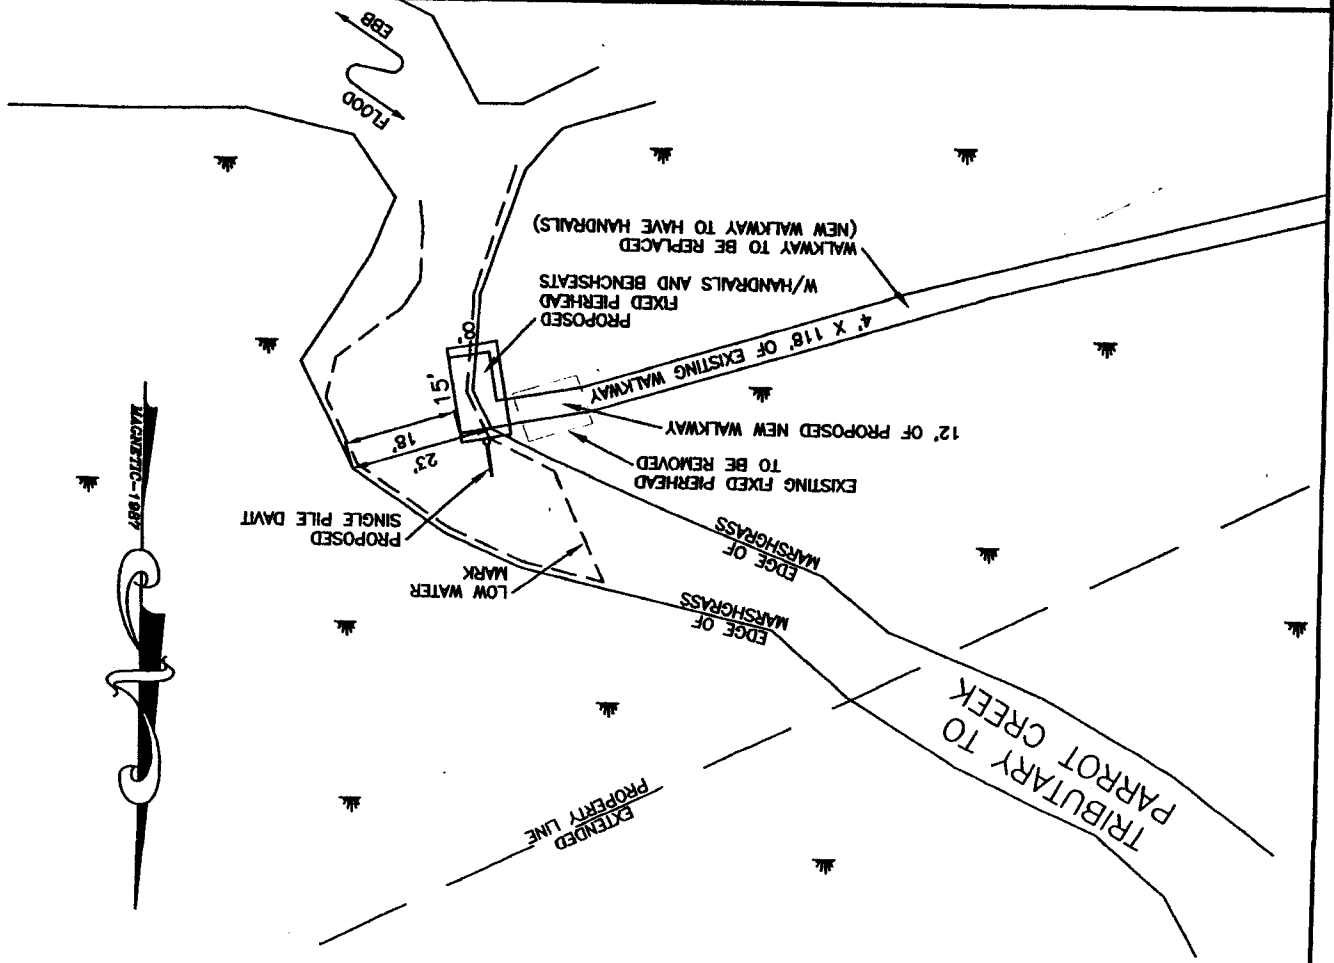 TRIBUTARY TO
PARROT CREEK
EXTENDED
PROPERTY LINE
EDGE OF
MARSHGRASS
EDGE OF
MARSHGRASS
LOW WATER
MARK
PROPOSED
SINGLE PILE DAVIT
EXISTING FIXED PIERHEAD
TO BE REMOVED
12' OF PROPOSED NEW WALKWAY
23'
18'
15'
8'
4' X 118' OF EXISTING WALKWAY
PROPOSED
FIXED PIERHEAD
W/HANDRAILS AND BENCHSEATS
WALKWAY TO BE REPLACED
(NEW WALKWAY TO HAVE HANDRAILS)
FLOOD
EBB
MAGNETIC-1987